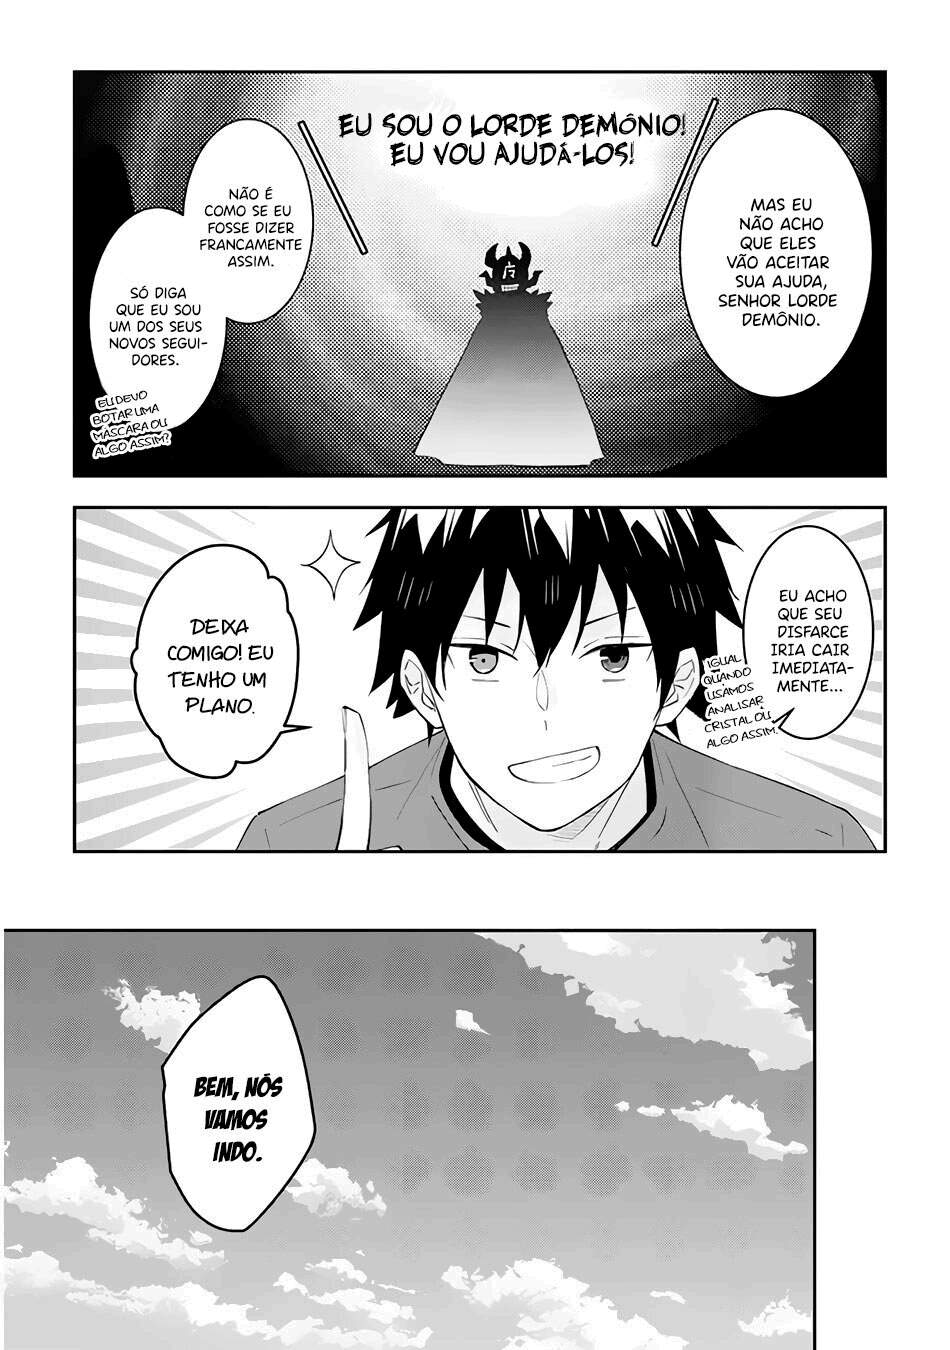 MAS EU
NÃO ACHO
QUE ELES
VÃO ACEITAR
SUA AJUDA,
SENHOR LORDE
DEMÔNIO.
EU SOU O LORDE DEMÔNIO!
EU VOU AJUDÁ-LOS!
NÃO É
COMO SE EU
FOSSE DIZER
FRANCAMENTE
ASSIM.
SÓ DIGA
QUE EU SOU
UM DOS SEUS
NOVOS SEGUI-
DORES.
EU DEVO
BOTAR UMA
MÁSCARA OU
ALGO ASSIM?
EU ACHO
QUE SEU
DISFARCE
IRIA CAIR
IMEDIATA-
MENTE...
IGUAL
QUANDO
USAMOS
ANALISAR
CRISTAL OU
ALGO ASSIM.
DEIXA
COMIGO! EU
TENHO UM
PLANO.
BEM, NÓS
VAMOS
INDO.